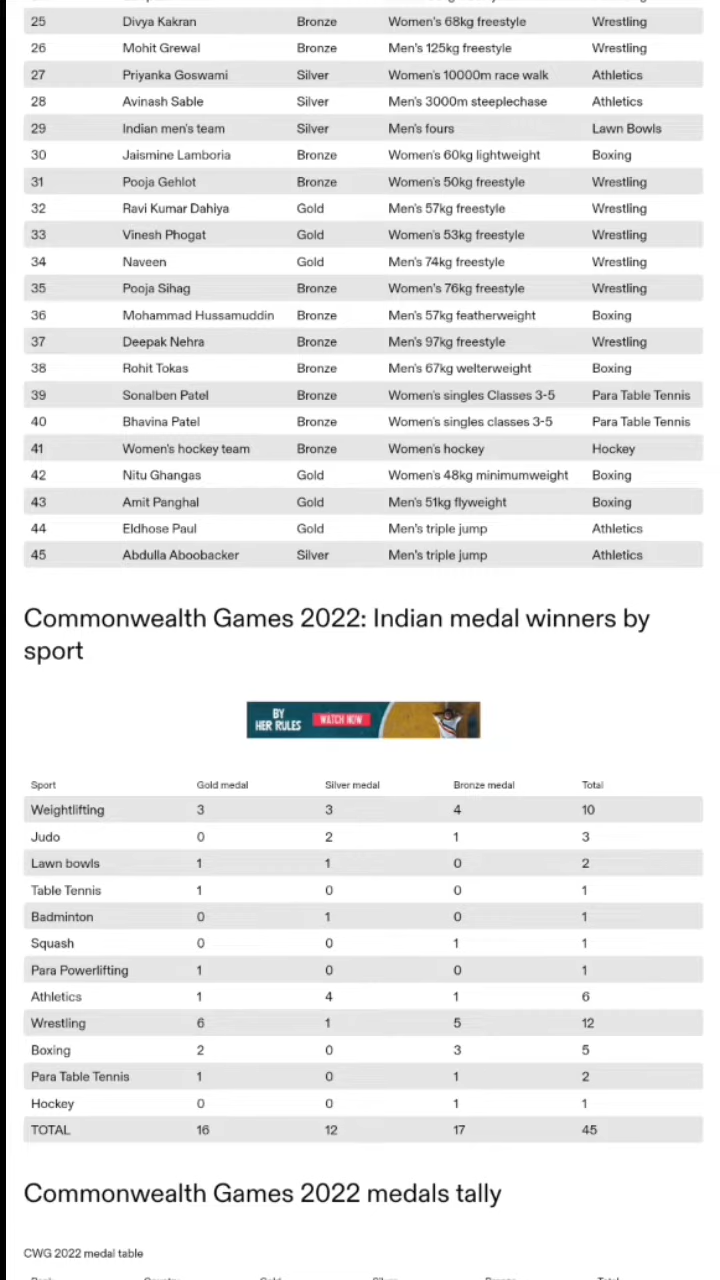 25 Divya Kakran Bronze Women's 68kg freestyle Wrestling
26 Mohit Grewal Bronze Men's 125kg freestyle Wrestling
27 Priyanka Goswami Silver Women's 10000m race walk Athletics
28 Avinash Sable Silver Men's 3000m steeplechase Athletics
29 Indian men's team Silver Men's fours Lawn Bowls
30 Jaismine Lamboria Bronze Women's 60kg lightweight Boxing
31 Pooja Gehlot Bronze Women's 50kg freestyle Wrestling
32 Ravi Kumar Dahiya Gold Men's 57kg freestyle Wrestling
33 Vinesh Phogat Gold Women's 53kg freestyle Wrestling
34 Naveen Gold Men's 74kg freestyle Wrestling
35 Pooja Sihag Bronze Women's 76kg freestyle Wrestling
36 Mohammad Hussamuddin Bronze Men's 57kg featherweight Boxing
37 Deepak Nehra Bronze Men's 97kg freestyle Wrestling
38 Rohit Tokas Bronze Men's 67kg welterweight Boxing
39 Sonalben Patel Bronze Women's singles Classes 3-5 Para Table Tennis
40 Bhavina Patel Bronze Women's singles classes 3-5 Para Table Tennis
41 Women's hockey team Bronze Women's hockey Hockey
42 Nitu Ghangas Gold Women's 48kg minimumweight Boxing
43 Amit Panghal Gold Men's 51kg flyweight Boxing
44 Eldhose Paul Gold Men's triple jump Athletics
45 Abdulla Aboobacker Silver Men's triple jump Athletics
Commonwealth Games 2022: Indian medal winners by
sport
BY
HER RULES WATCH NOW
Sport Gold medal Silver medal Bronze medal Total
Weightlifting 3 3 4 10
Judo 0 2 1 3
Lawn bowls 1 1 0 2
Table Tennis 1 0 0 1
Badminton 0 1 0 1
Squash 0 0 1 1
Para Powerlifting 1 0 0 1
Athletics 1 4 1 6
Wrestling 6 1 5 12
Boxing 2 0 3 5
Para Table Tennis 1 0 1 2
Hockey 0 0 1 1
TOTAL 16 12 17 45
Commonwealth Games 2022 medals tally
CWG 2022 medal table